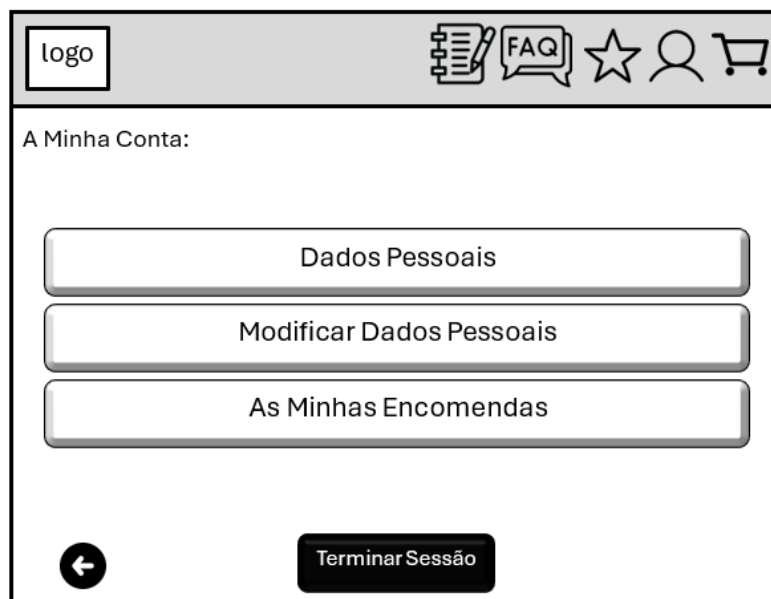 logo
FAQ
A Minha Conta:
Dados Pessoais
Modificar Dados Pessoais
As Minhas Encomendas
Terminar Sessão